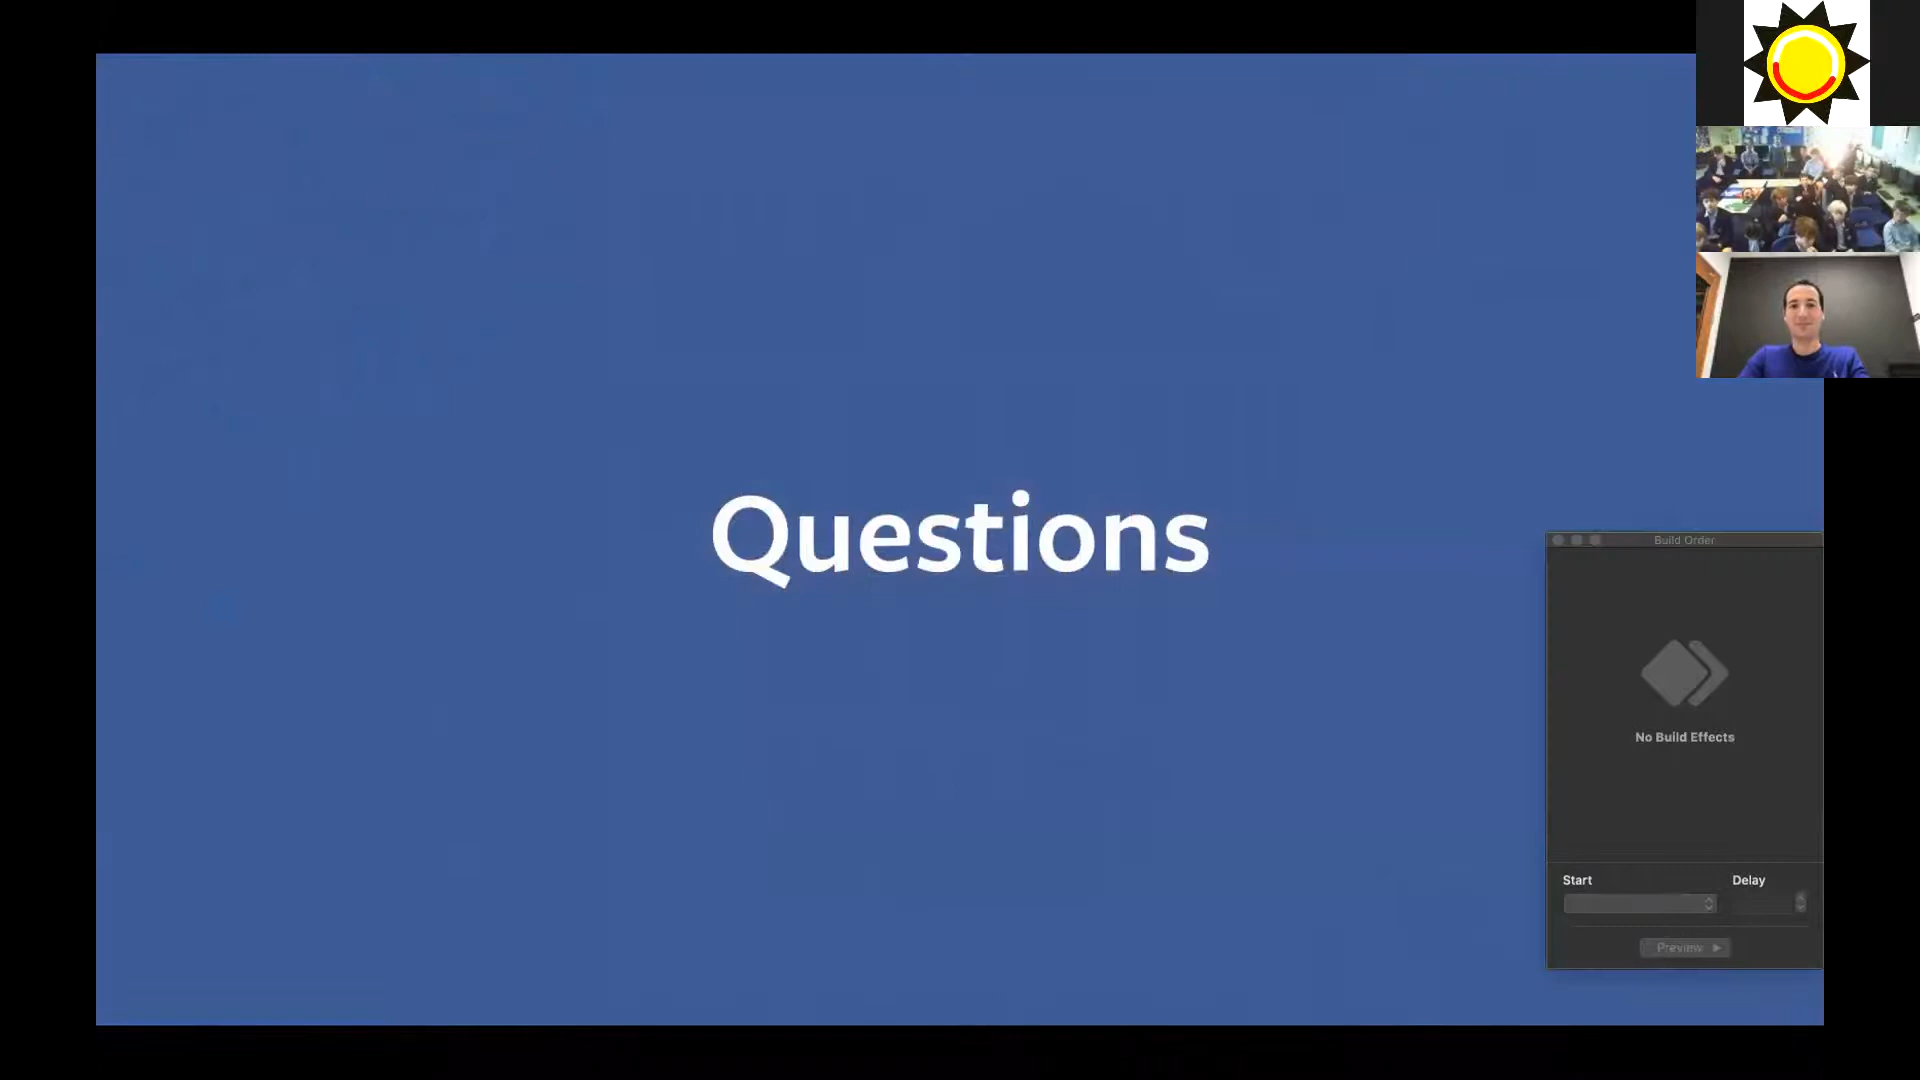 Questions
Build Order
No Build Effects
Start
Delay
Preview